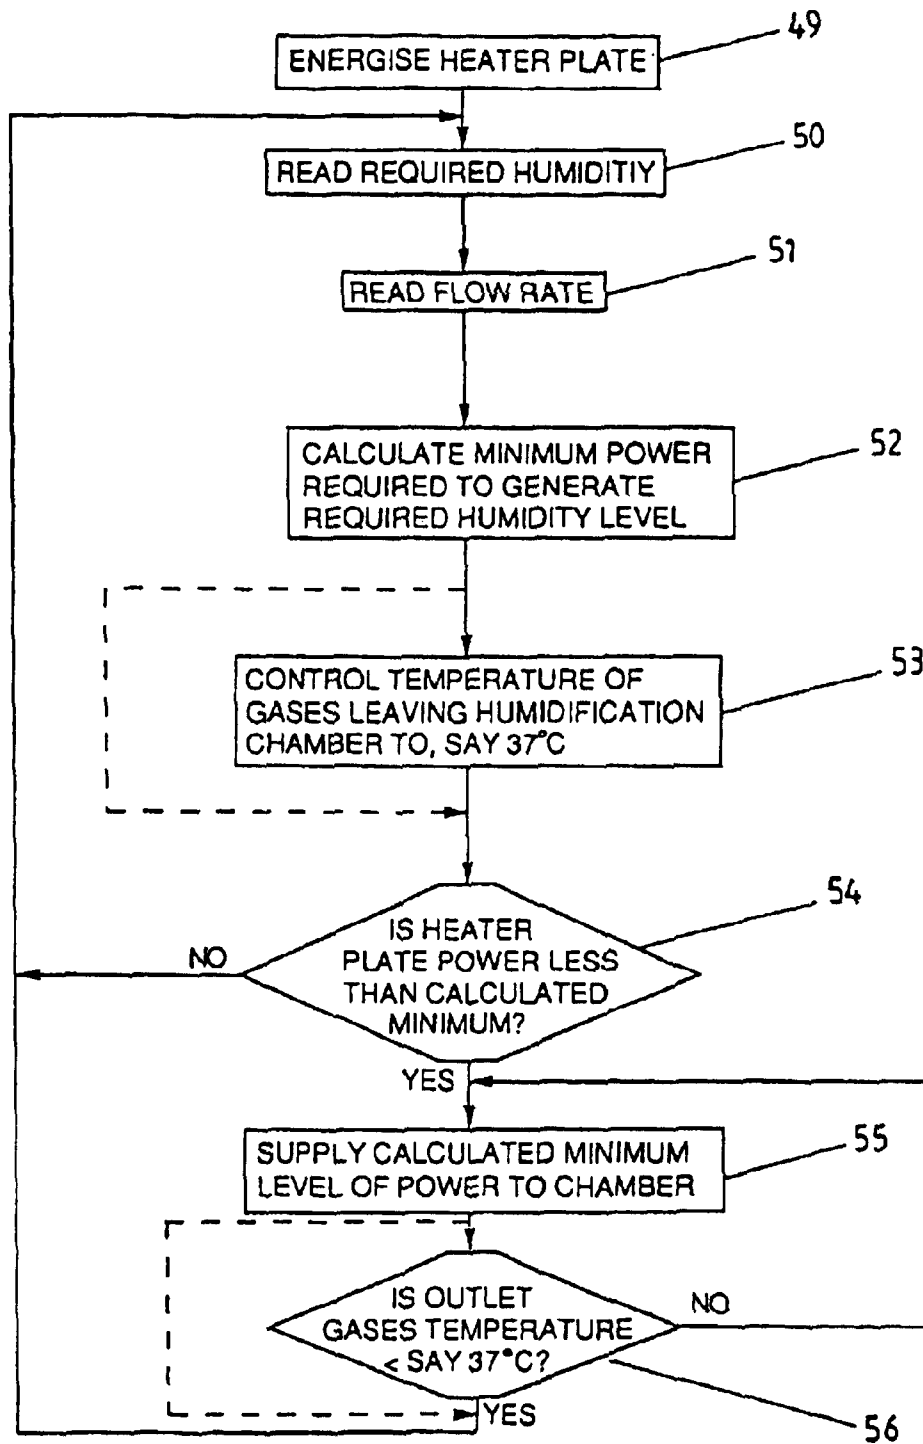 49
ENERGISE HEATER PLATE
50
READ REQUIRED HUMIDITIY
51
READ FLOW RATE
52
CALCULATE MINIMUM POWER
REQUIRED TO GENERATE
REQUIRED HUMIDITY LEVEL
53
CONTROL TEMPERATURE OF
GASES LEAVING HUMIDIFICATION
CHAMBER TO, SAY 37°C
54
IS HEATER
PLATE POWER LESS
THAN CALCULATED
MINIMUM?
NO
YES
55
SUPPLY CALCULATED MINIMUM
LEVEL OF POWER TO CHAMBER
IS OUTLET
GASES TEMPERATURE
< SAY 37°C?
NO
YES
56